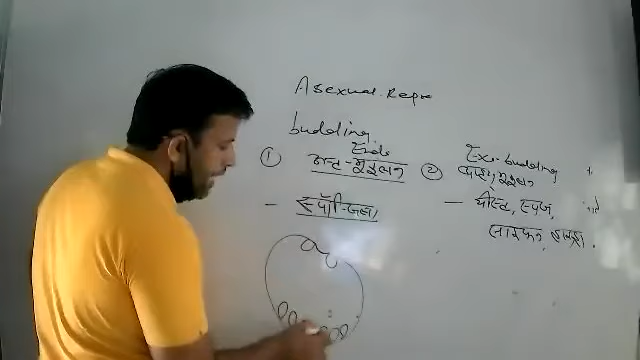 Asexual Repro
budding
Endo
① अन्तः मुकुलन
- स्पॉन्जिला
② Exo-budding
बाह्य मुकुलन
- यीस्ट, स्पंज,
हाइड्रा.